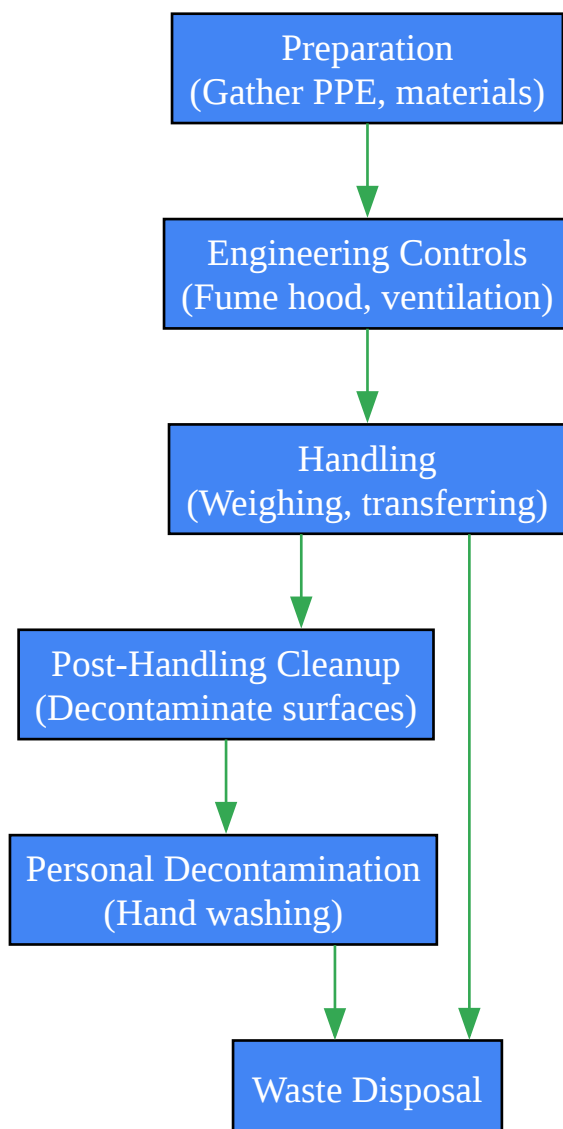 Preparation
(Gather PPE, materials)
Engineering Controls
(Fume hood, ventilation)
Handling
(Weighing, transferring)
Post-Handling Cleanup
(Decontaminate surfaces)
Personal Decontamination
(Hand washing)
Waste Disposal